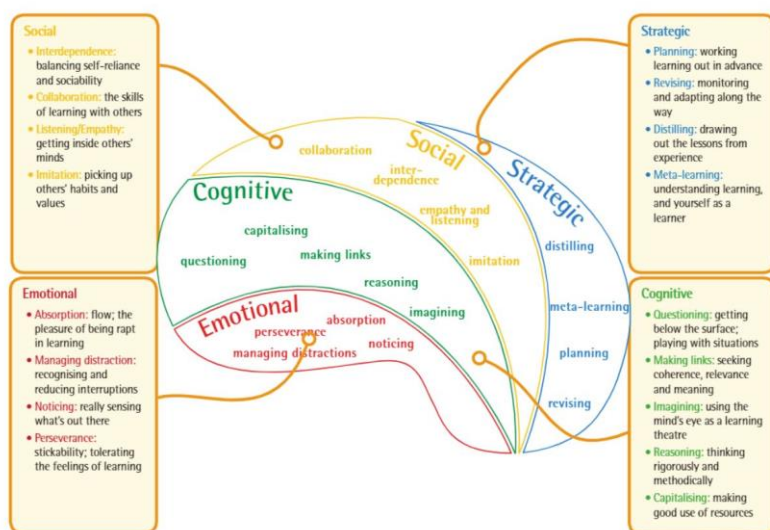 Social
• Interdependence:
balancing self-reliance
and sociability
• Collaboration: the skills
of learning with others
• Listening/Empathy:
getting inside others'
minds
• Imitation: picking up
others' habits and
values
Strategic
• Planning: working
learning out in advance
• Revising: monitoring
and adapting along the
way
• Distilling: drawing
out the lessons from
experience
• Meta-learning:
understanding learning,
and yourself as a
learner
Social
collaboration
inter-
dependence
empathy and
listening
imitation
Strategic
distilling
meta-learning
planning
revising
Cognitive
capitalising
questioning
making links
reasoning
imagining
Emotional
absorption
perseverance
noticing
managing distractions
Emotional
• Absorption: flow; the
pleasure of being rapt in
learning
• Managing distraction:
recognising and
reducing interruptions
• Noticing: really sensing
what's out there
• Perseverance:
stickability; tolerating
the feelings of learning
Cognitive
• Questioning: getting
below the surface;
playing with situations
• Making links: seeking
coherence, relevance
and meaning
• Imagining: using the
mind's eye as a learning
theatre
• Reasoning: thinking
rigorously and
methodically
• Capitalising: making
good use of resources